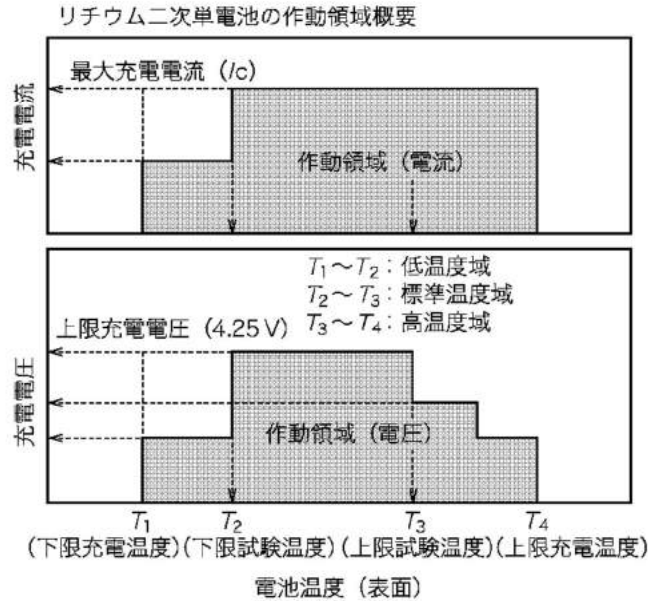 リチウム二次単電池の作動領域概要
充電電流
最大充電電流（Ic）
作動領域（電流）
T1～T2：低温度域
T2～T3：標準温度域
T3～T4：高温度域
上限充電電圧（4.25 V）
充電電圧
作動領域（電圧）
T1 T2 T3 T4
（下限充電温度）（下限試験温度）（上限試験温度）（上限充電温度）
電池温度（表面）